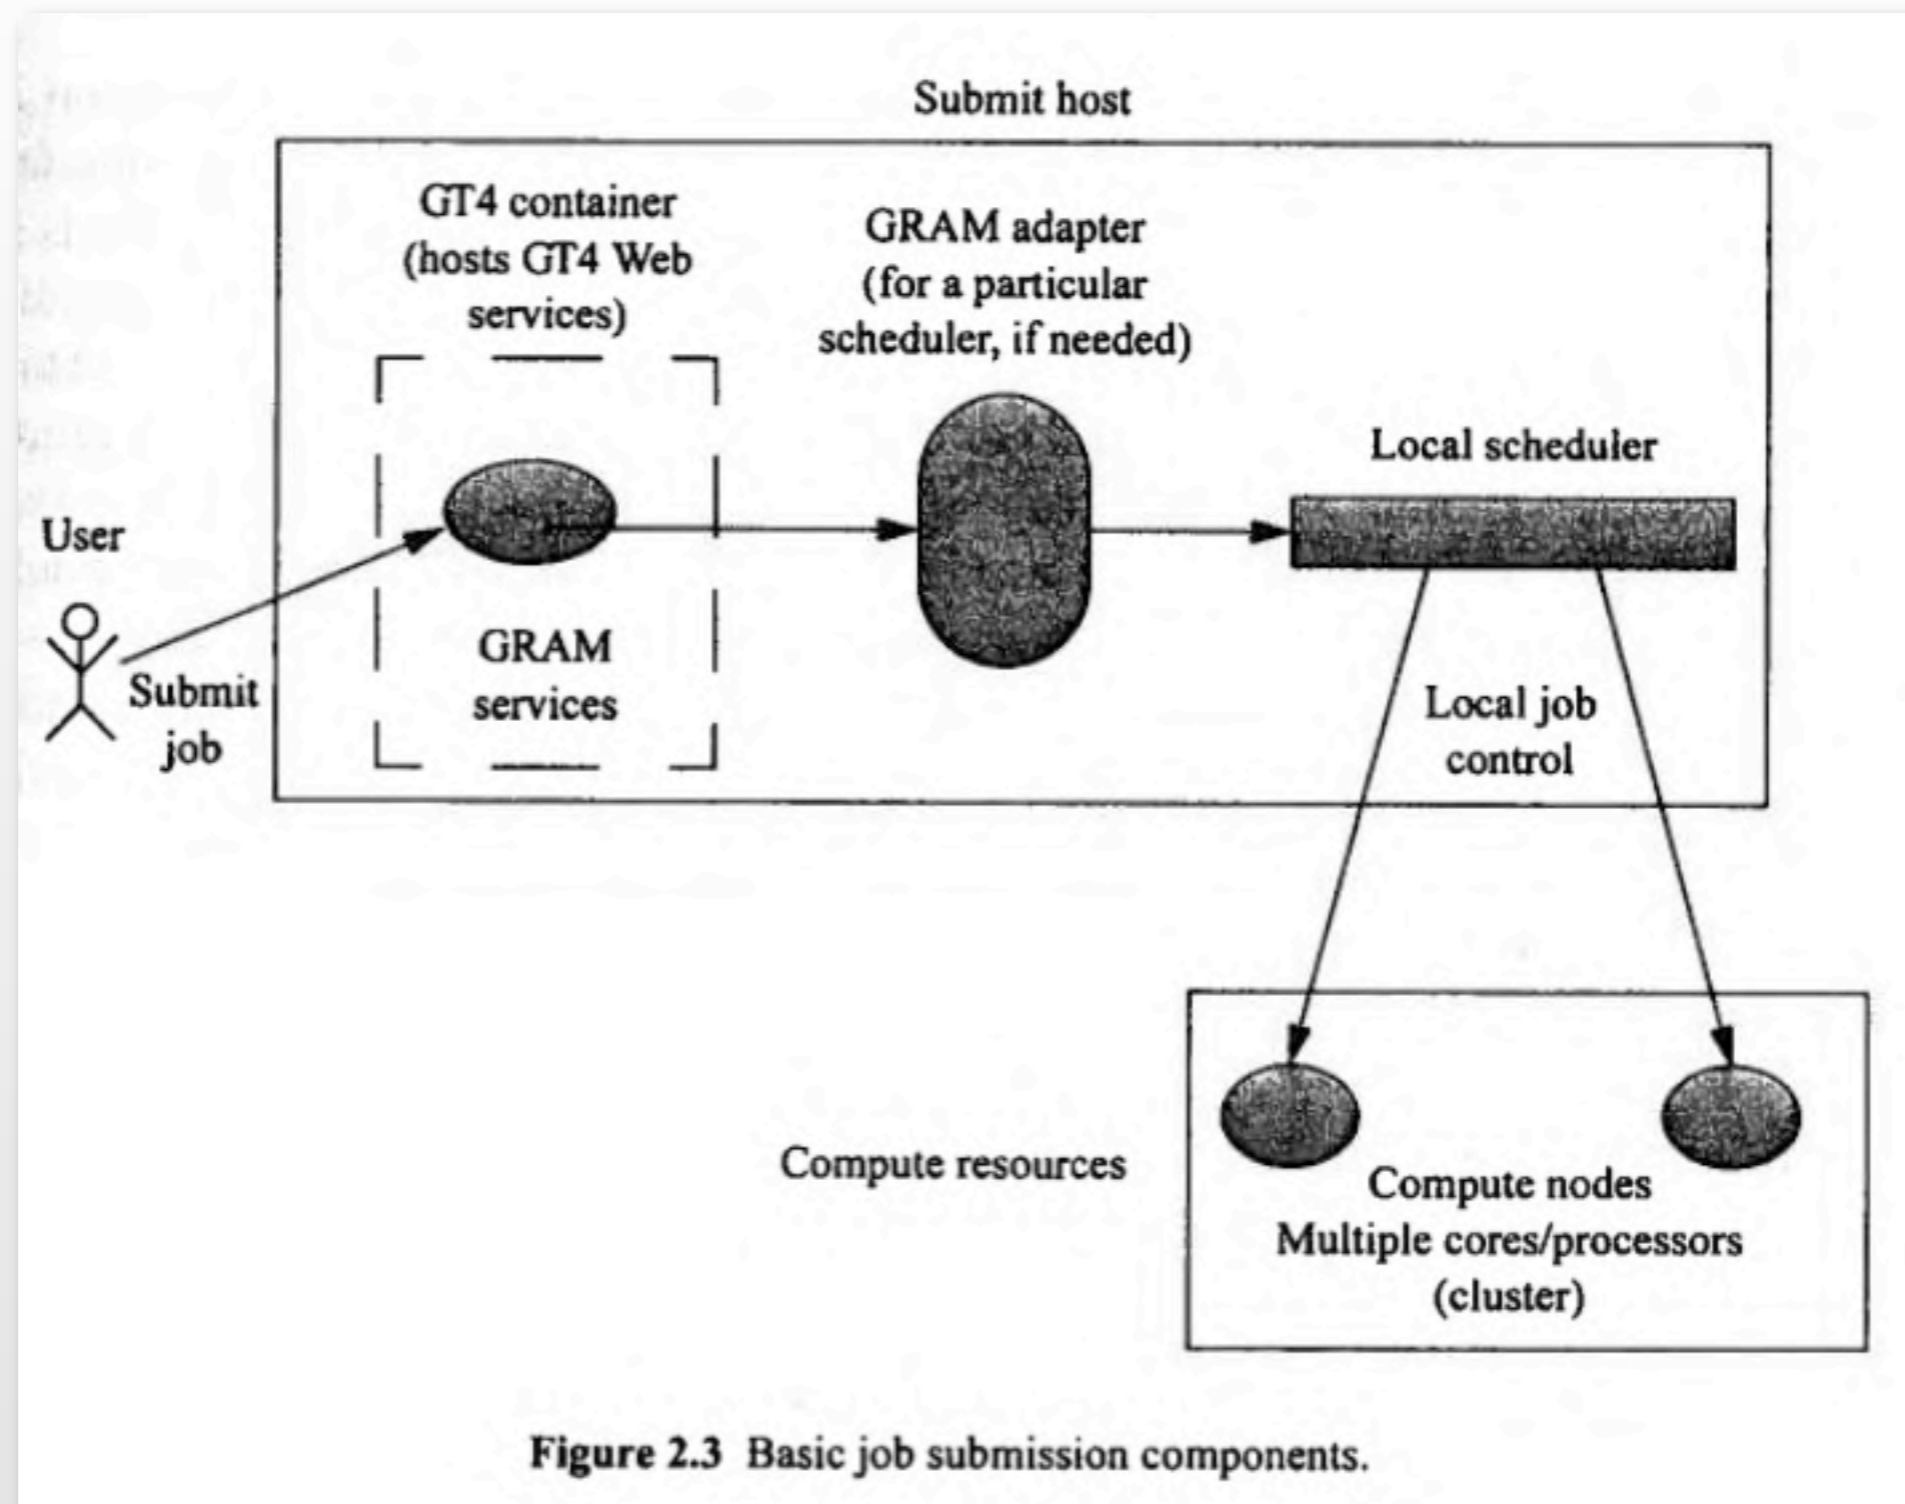 Submit host
GT4 container
(hosts GT4 Web
services)
GRAM adapter
(for a particular
scheduler, if needed)
Local scheduler
User
Submit
job
GRAM
services
Local job
control
Compute resources
Compute nodes
Multiple cores/processors
(cluster)
Figure 2.3 Basic job submission components.